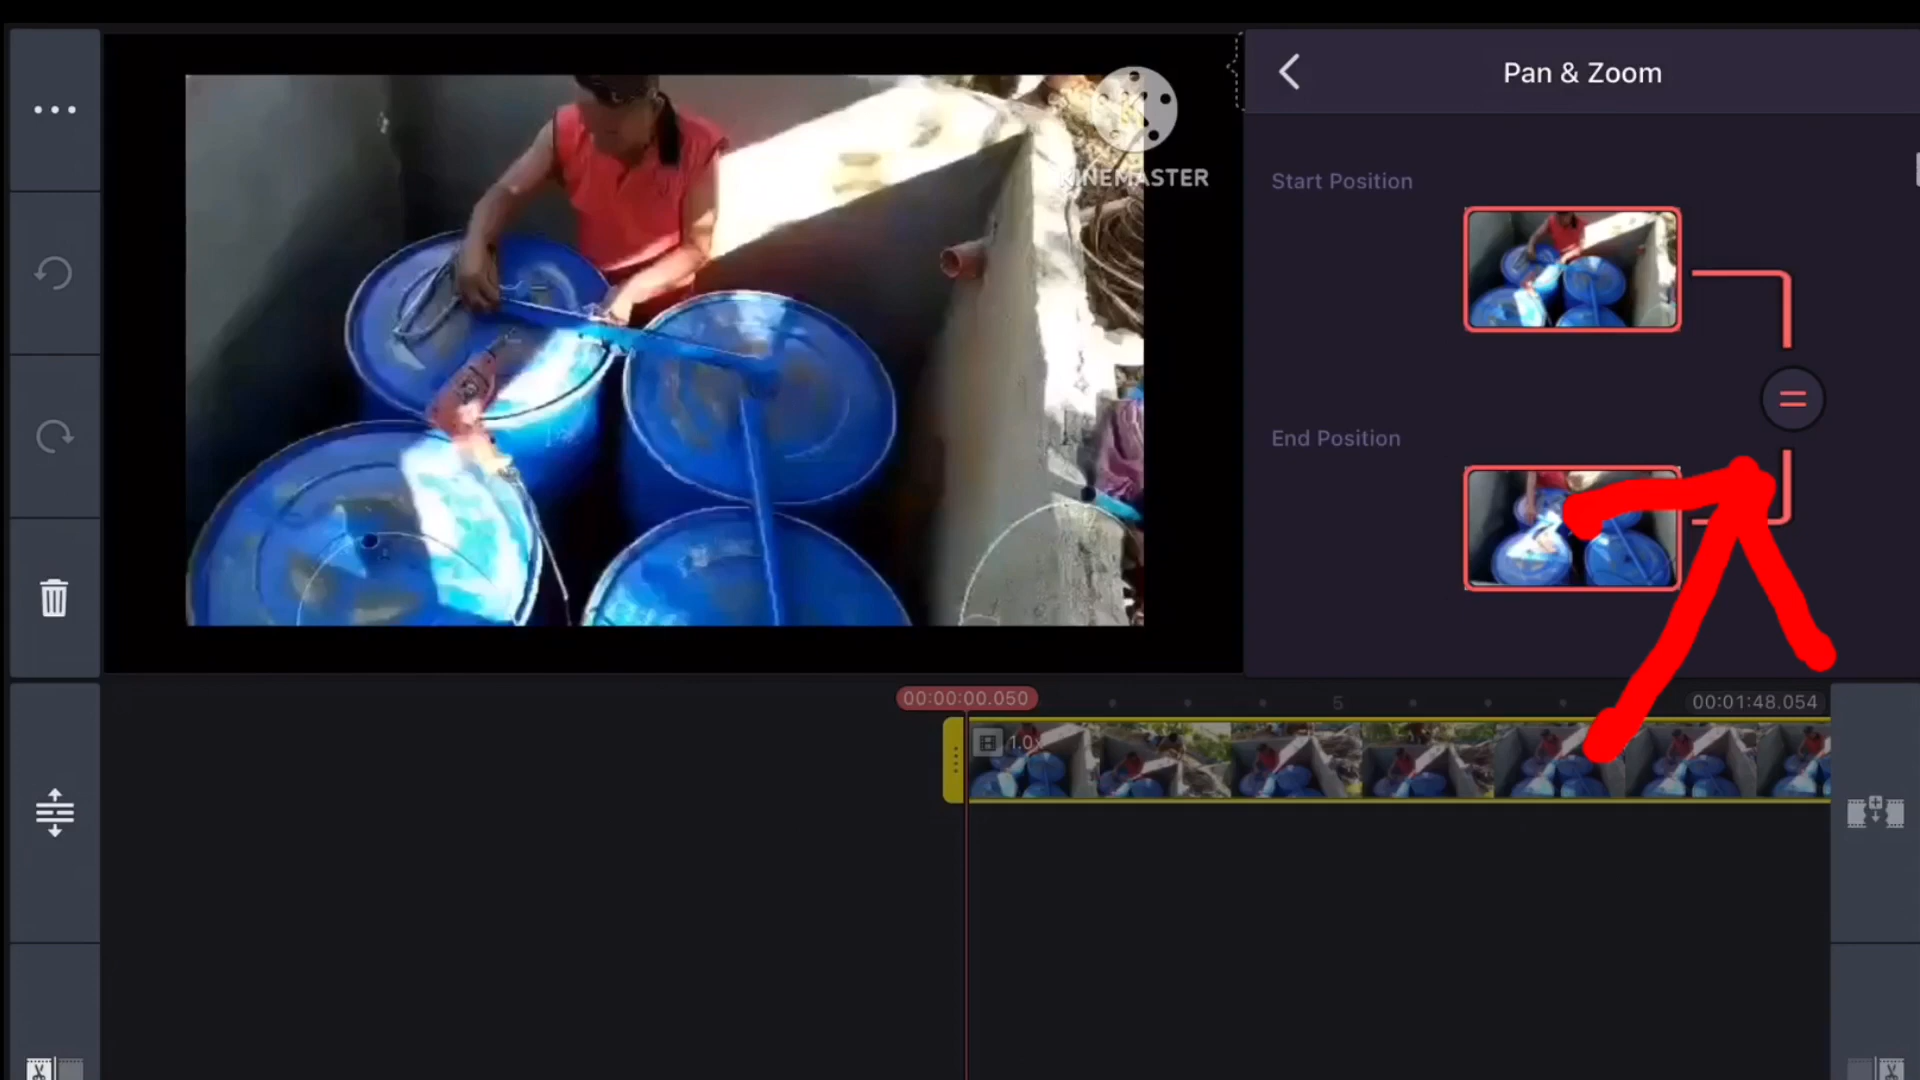 Pan & Zoom
KINEMASTER
Start Position
End Position
00:00:00.050
5
00:01:48.054
1.0x